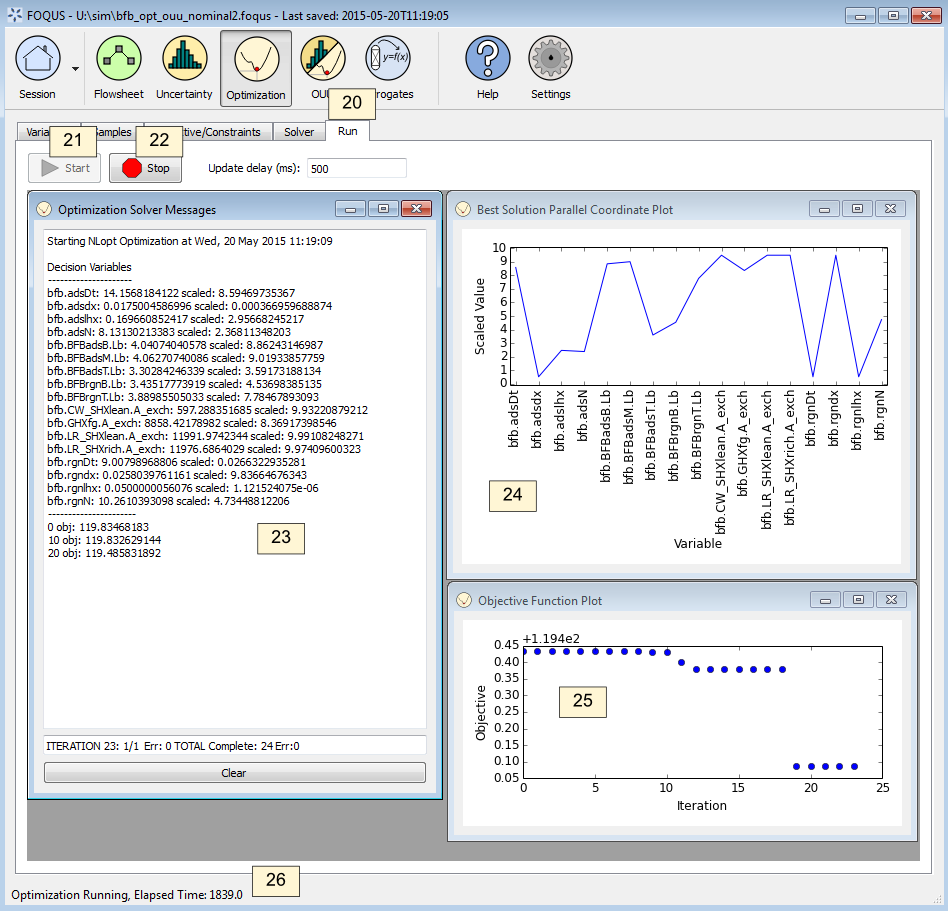 FOQUS - U:\sim\bfb_opt_ouu_nominal2.foqus - Last saved: 2015-05-20T11:19:05
Session
Flowsheet
Uncertainty
Optimization
OU
y=f(x)
rogates
Help
Settings
20
Varia
amples
tive/Constraints
Solver
Run
21
22
Start
Stop
Update delay (ms):
500
Optimization Solver Messages
Starting NLopt Optimization at Wed, 20 May 2015 11:19:09
Decision Variables
---------------------
bfb.adsDt: 14.1568184122 scaled: 8.59469735367
bfb.adsdx: 0.0175004586996 scaled: 0.000366959688874
bfb.adslhx: 0.169660852417 scaled: 2.95668245217
bfb.adsN: 8.13130213383 scaled: 2.36811348203
bfb.BFBadsB.Lb: 4.04074040578 scaled: 8.86243146987
bfb.BFBadsM.Lb: 4.06270740086 scaled: 9.01933857759
bfb.BFBadsT.Lb: 3.30284246339 scaled: 3.59173188134
bfb.BFBrgnB.Lb: 3.43517773919 scaled: 4.53698385135
bfb.BFBrgnT.Lb: 3.88985505033 scaled: 7.78467893093
bfb.CW_SHXlean.A_exch: 597.288351685 scaled: 9.93220879212
bfb.GHXfg.A_exch: 8858.42178982 scaled: 8.36917398546
bfb.LR_SHXlean.A_exch: 11991.9742344 scaled: 9.99108248271
bfb.LR_SHXrich.A_exch: 11976.6864029 scaled: 9.97409600323
bfb.rgnDt: 9.00798968806 scaled: 0.0266322935281
bfb.rgndx: 0.0258039761161 scaled: 9.83664676343
bfb.rgnlhx: 0.0500000056076 scaled: 1.121524075e-06
bfb.rgnN: 10.2610393098 scaled: 4.73448812206
----------------------
0 obj: 119.83468183
10 obj: 119.832629144
20 obj: 119.485831892
23
ITERATION 23: 1/1 Err: 0 TOTAL Complete: 24 Err:0
Clear
Best Solution Parallel Coordinate Plot
Scaled Value
10
9
8
7
6
5
4
3
2
1
0
bfb.adsDt
bfb.adsdx
bfb.adslhx
bfb.adsN
bfb.BFBadsB.Lb
bfb.BFBadsM.Lb
bfb.BFBadsT.Lb
bfb.BFBrgnB.Lb
bfb.BFBrgnT.Lb
bfb.CW_SHXlean.A_exch
bfb.GHXfg.A_exch
bfb.LR_SHXlean.A_exch
bfb.LR_SHXrich.A_exch
bfb.rgnDt
bfb.rgndx
bfb.rgnlhx
bfb.rgnN
24
Variable
Objective Function Plot
+1.194e2
Objective
0.45
0.40
0.35
0.30
0.25
0.20
0.15
0.10
0.05
25
0 5 10 15 20 25
Iteration
26
Optimization Running, Elapsed Time: 1839.0